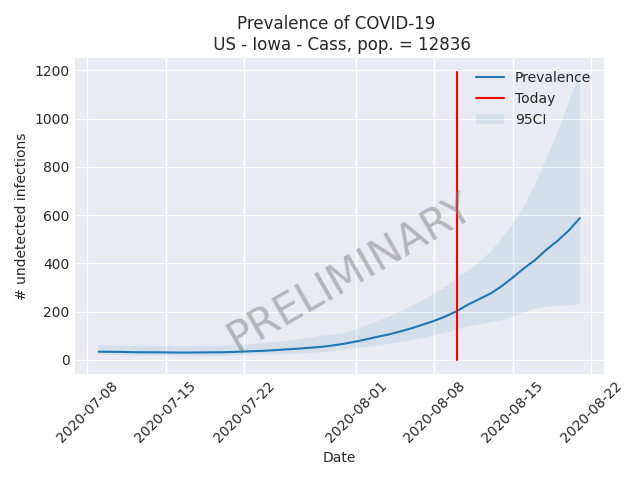 Prevalence of COVID-19
US - Iowa - Cass, pop. = 12836
# undetected infections
1200
1000
800
600
400
200
0
Prevalence
Today
95CI
PRELIMINARY
2020-07-08
2020-07-15
2020-07-22
2020-08-01
2020-08-08
2020-08-15
2020-08-22
Date